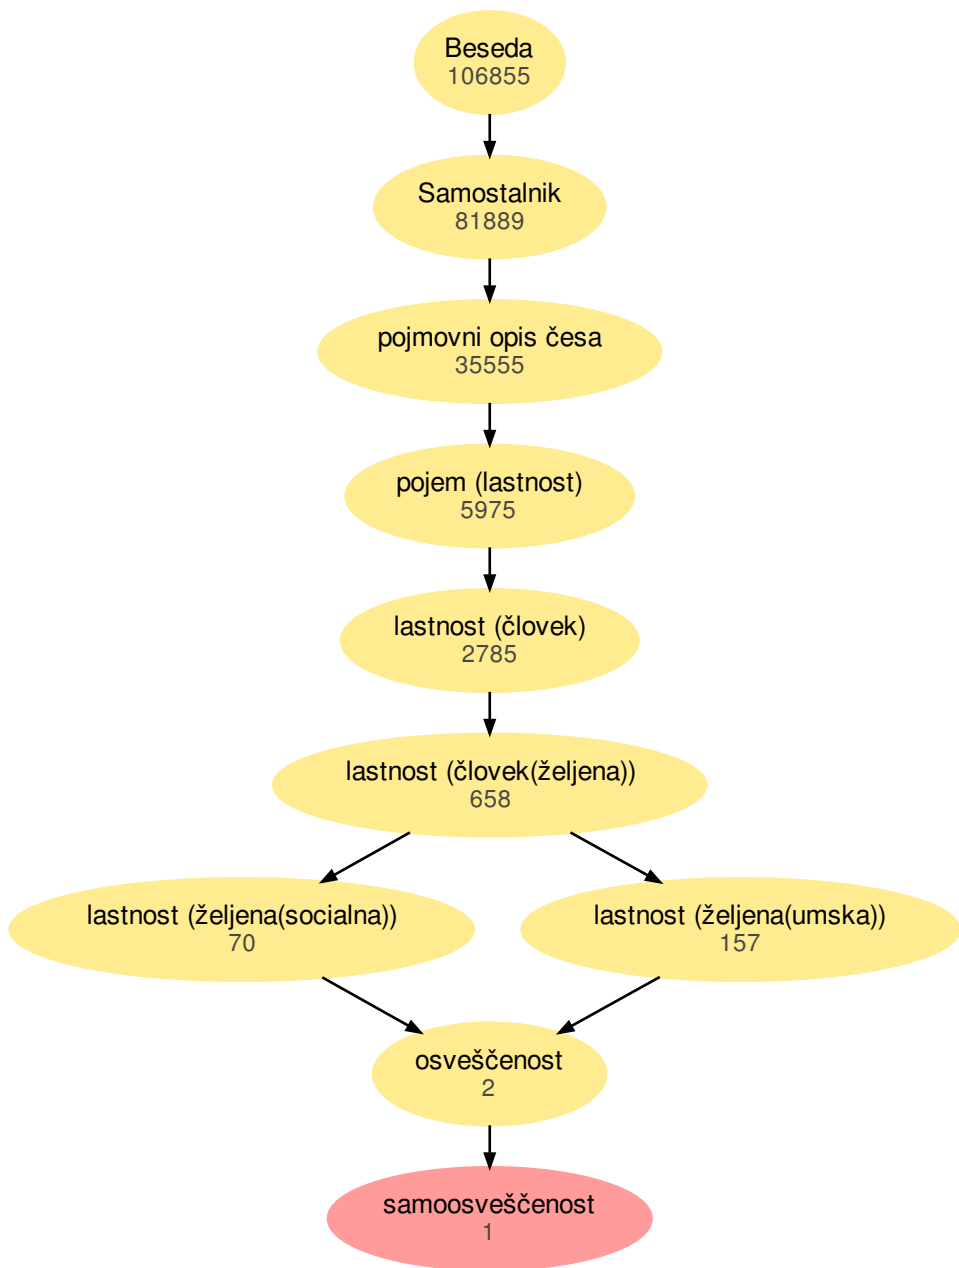 Beseda
106855
Samostalnik
81889
pojmovni opis česa
35555
pojem (lastnost)
5975
lastnost (človek)
2785
lastnost (človek(željena))
658
lastnost (željena(socialna))
70
lastnost (željena(umska))
157
osveščenost
2
samoosveščenost
1